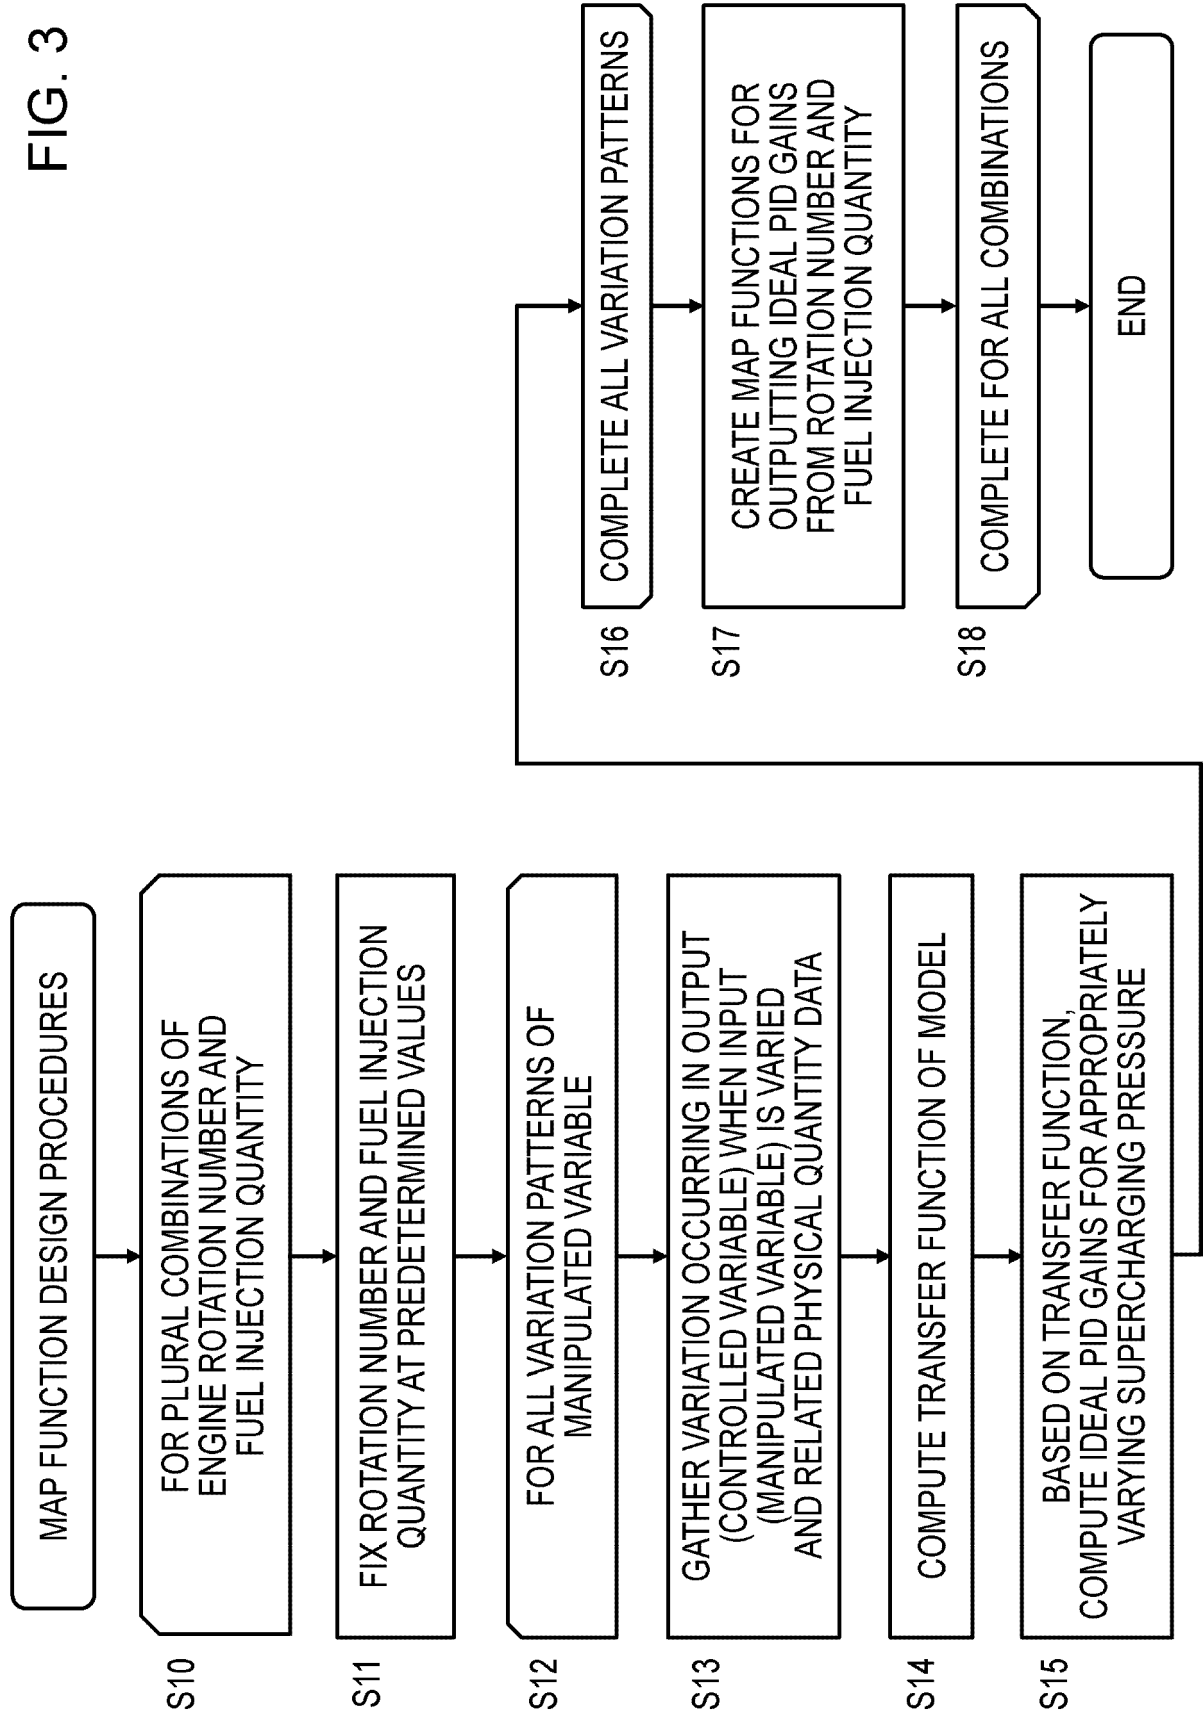 FIG. 3
MAP FUNCTION DESIGN PROCEDURES
S10
FOR PLURAL COMBINATIONS OF
ENGINE ROTATION NUMBER AND
FUEL INJECTION QUANTITY
S11
FIX ROTATION NUMBER AND FUEL INJECTION
QUANTITY AT PREDETERMINED VALUES
S12
FOR ALL VARIATION PATTERNS OF
MANIPULATED VARIABLE
S13
GATHER VARIATION OCCURRING IN OUTPUT
(CONTROLLED VARIABLE) WHEN INPUT
(MANIPULATED VARIABLE) IS VARIED
AND RELATED PHYSICAL QUANTITY DATA
S14
COMPUTE TRANSFER FUNCTION OF MODEL
S15
BASED ON TRANSFER FUNCTION,
COMPUTE IDEAL PID GAINS FOR APPROPRIATELY
VARYING SUPERCHARGING PRESSURE
S16
COMPLETE ALL VARIATION PATTERNS
S17
CREATE MAP FUNCTIONS FOR
OUTPUTTING IDEAL PID GAINS
FROM ROTATION NUMBER AND
FUEL INJECTION QUANTITY
S18
COMPLETE FOR ALL COMBINATIONS
END